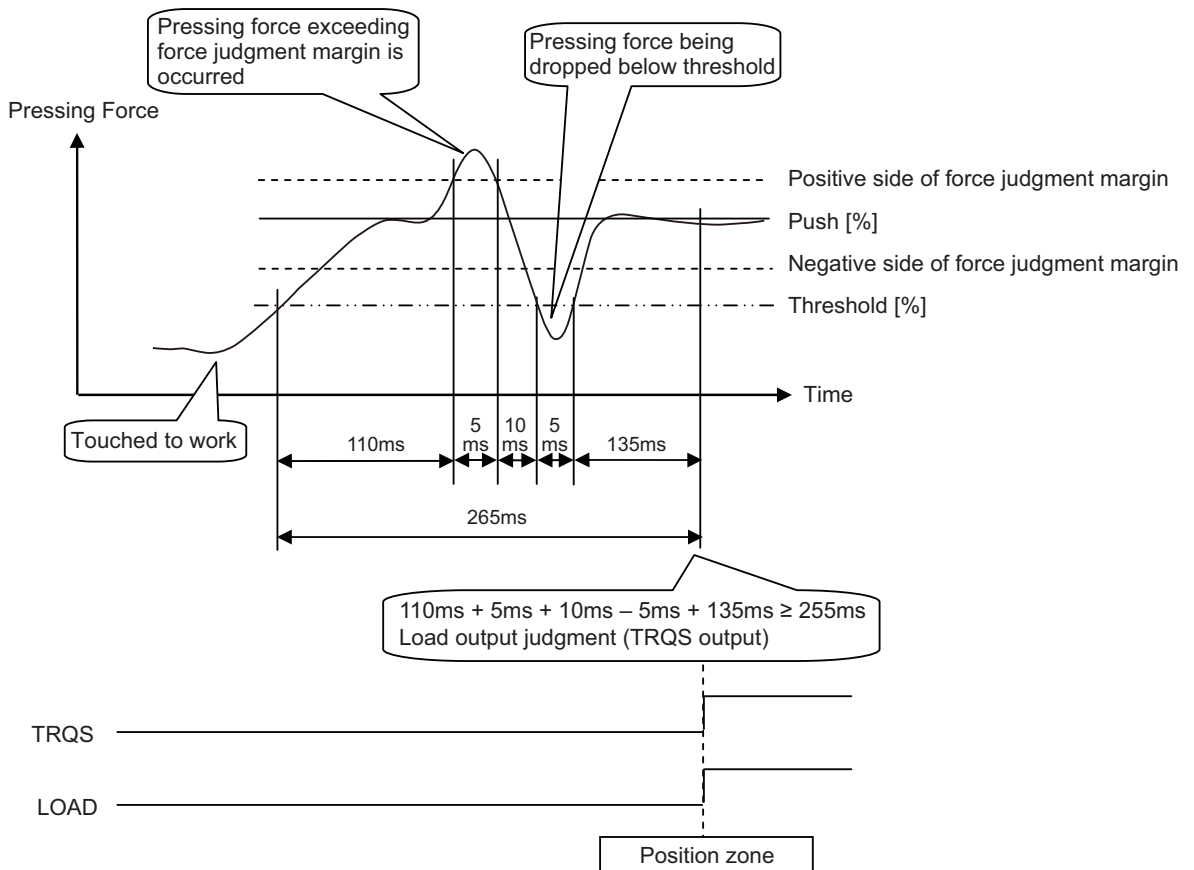 Pressing force exceeding
force judgment margin is
occurred
Pressing force being
dropped below threshold
Pressing Force
Positive side of force judgment margin
Push [%]
Negative side of force judgment margin
Threshold [%]
Time
Touched to work
110ms
5
ms
10
ms
5
ms
135ms
265ms
110ms + 5ms + 10ms – 5ms + 135ms ≥ 255ms
Load output judgment (TRQS output)
TRQS
LOAD
Position zone